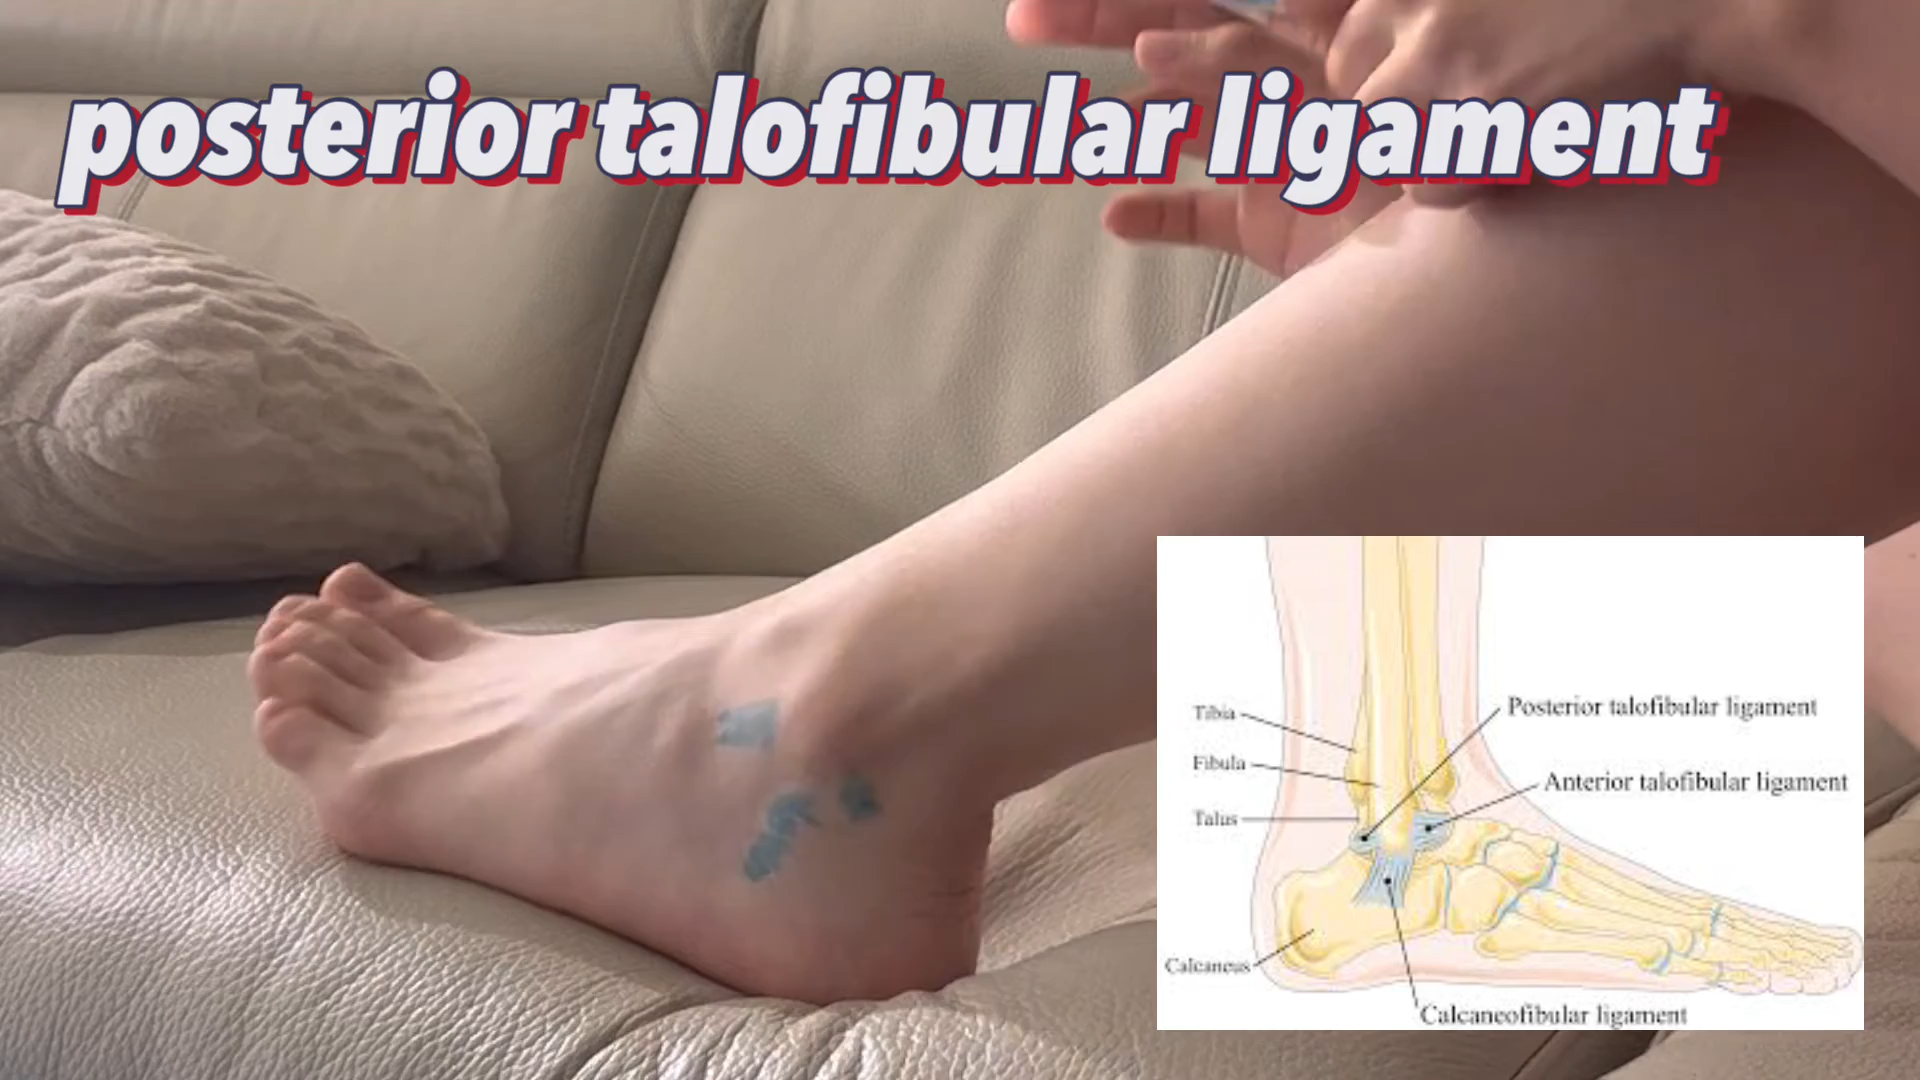 posterior talofibular ligament
Tibia
Posterior talofibular ligament
Fibula
Anterior talofibular ligament
Talus
Calcaneus
Calcaneofibular ligament